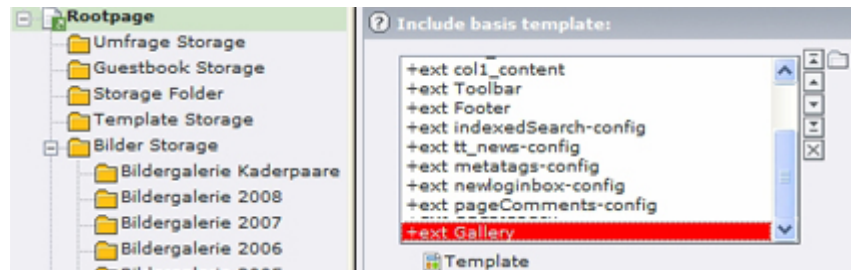 Rootpage
Umfrage Storage
Guestbook Storage
Storage Folder
Template Storage
Bilder Storage
Bildergalerie Kaderpaare
Bildergalerie 2008
Bildergalerie 2007
Bildergalerie 2006
Include basis template:
+ext col1_content
+ext Toolbar
+ext Footer
+ext indexedSearch-config
+ext tt_news-config
+ext metatags-config
+ext newloginbox-config
+ext pageComments-config
+ext Gallery
Template